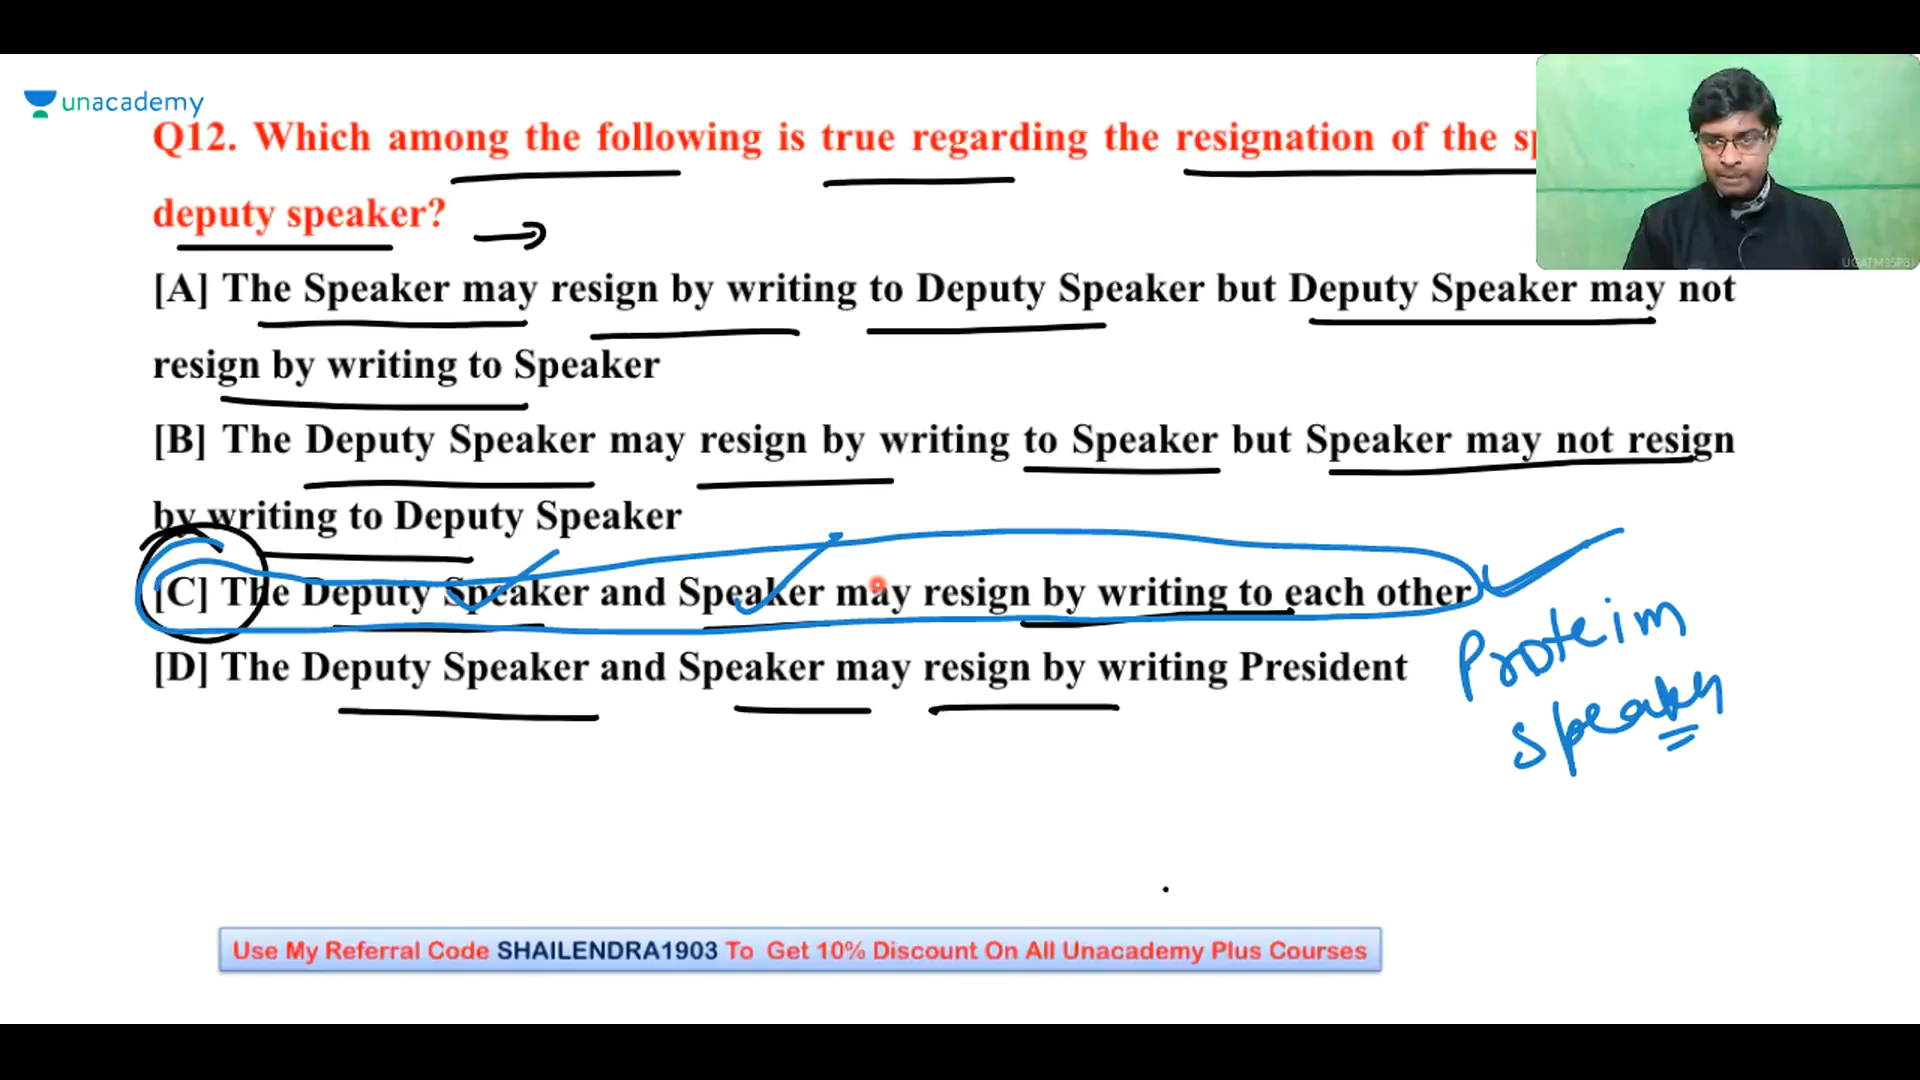 unacademy
Q12. Which among the following is true regarding the resignation of the
deputy speaker?
[A] The Speaker may resign by writing to Deputy Speaker but Deputy Speaker may not
resign by writing to Speaker
[B] The Deputy Speaker may resign by writing to Speaker but Speaker may not resign
by writing to Deputy Speaker
[C] The Deputy Speaker and Speaker may resign by writing to each other
[D] The Deputy Speaker and Speaker may resign by writing President
Proteim
Speaker
Use My Referral Code SHAILENDRA1903 To Get 10% Discount On All Unacademy Plus Courses